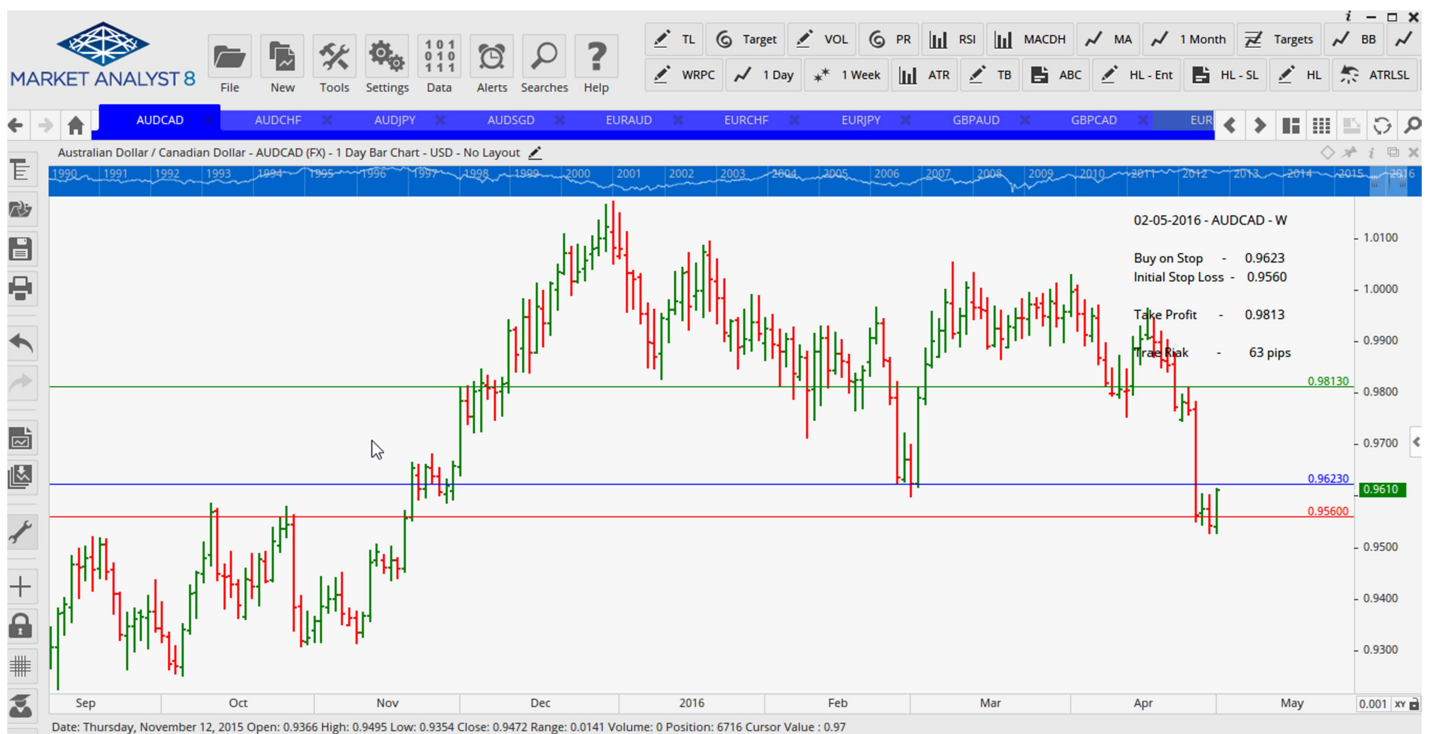 MARKET ANALYST 8
File New Tools Settings 101 010 111 Data Alerts Searches ? Help
TL Target VOL PR RSI MACDH MA 1 Month Targets BB
WRPC 1 Day 1 Week ATR TB ABC HL - Ent HL - SL HL ATRLSL
AUDCAD AUDCHF AUDJPY AUDSGD EURAUD EURCHF EURJPY GBPAUD GBPCAD EUR
Australian Dollar / Canadian Dollar - AUDCAD (FX) - 1 Day Bar Chart - USD - No Layout
1990 1991 1992 1993 1994 1995 1996 1997 1998 1999 2000 2001 2002 2003 2004 2005 2006 2007 2008 2009 2010 2011 2012 2013 2014 2015 2016
02-05-2016 - AUDCAD - W
Buy on Stop - 0.9623
Initial Stop Loss - 0.9560
Take Profit - 0.9813
63 pips
1.0100
1.0000
0.9900
0.9800
0.9700
0.9610
0.9500
0.9400
0.9300
0.98130
0.96230
0.95600
Sep Oct Nov Dec 2016 Feb Mar Apr May 0.001 XY
Date: Thursday, November 12, 2015 Open: 0.9366 High: 0.9495 Low: 0.9354 Close: 0.9472 Range: 0.0141 Volume: 0 Position: 6716 Cursor Value : 0.97